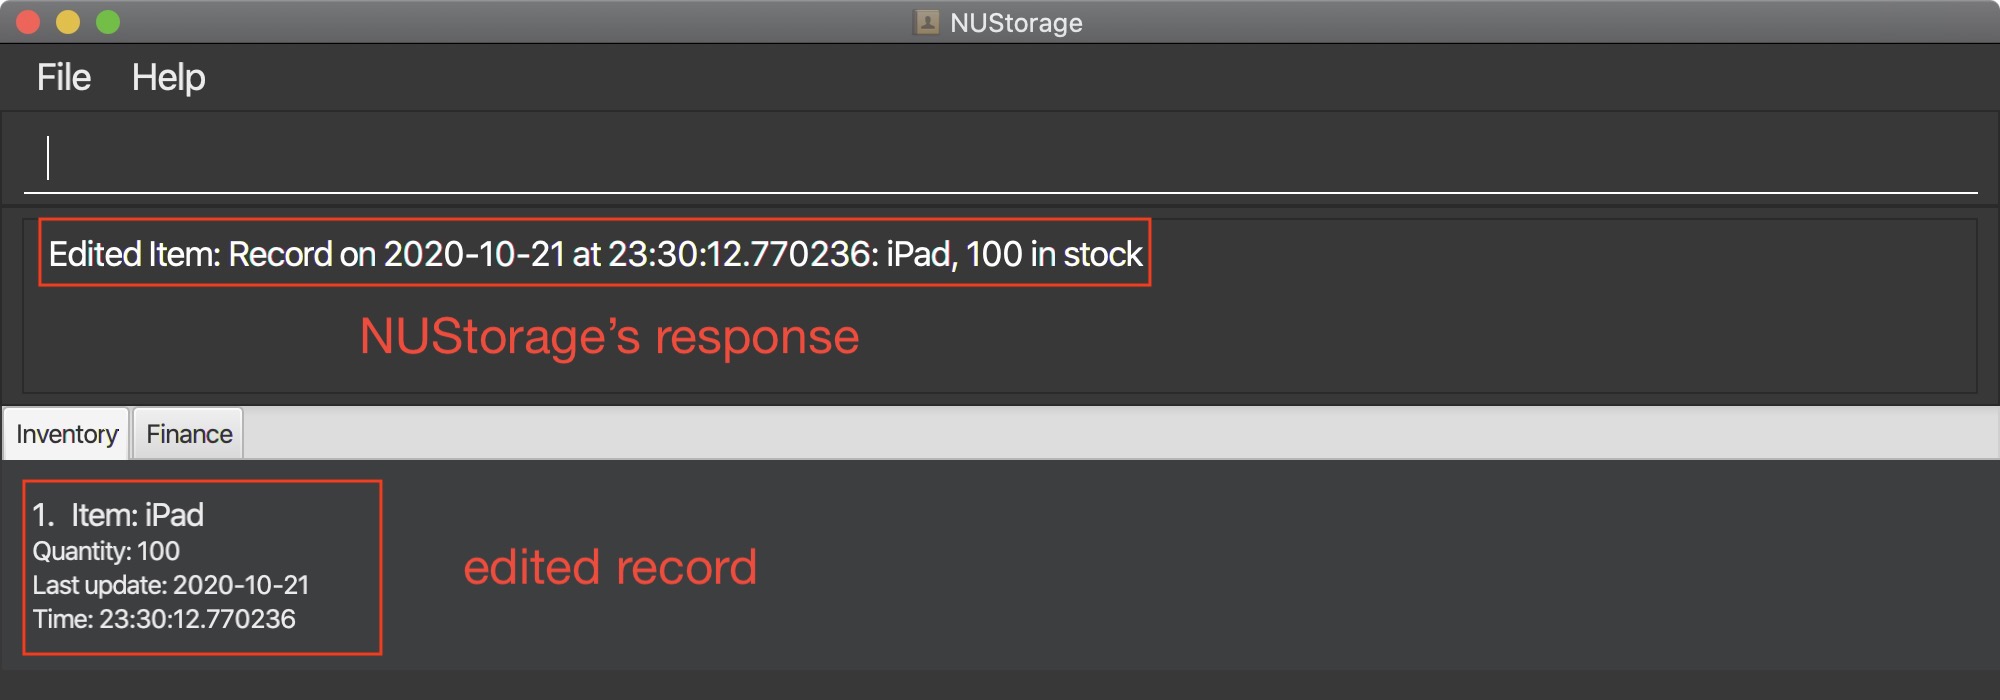 NUStorage
File Help
Edited Item: Record on 2020-10-21 at 23:30:12.770236: iPad, 100 in stock
NUStorage’s response
Inventory Finance
1. Item: iPad
Quantity: 100
Last update: 2020-10-21
Time: 23:30:12.770236
edited record